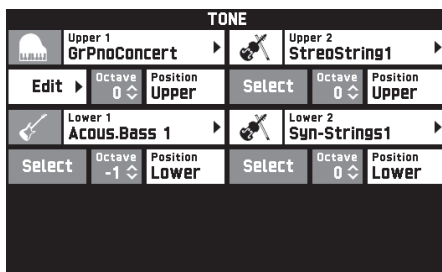 TONE
Upper 1
GrPnoConcert
Upper 2
StreoString1
Edit
Octave
0
Position
Upper
Select
Octave
0
Position
Upper
Lower 1
Acous.Bass 1
Lower 2
Syn-Strings1
Select
Octave
-1
Position
Lower
Select
Octave
0
Position
Lower